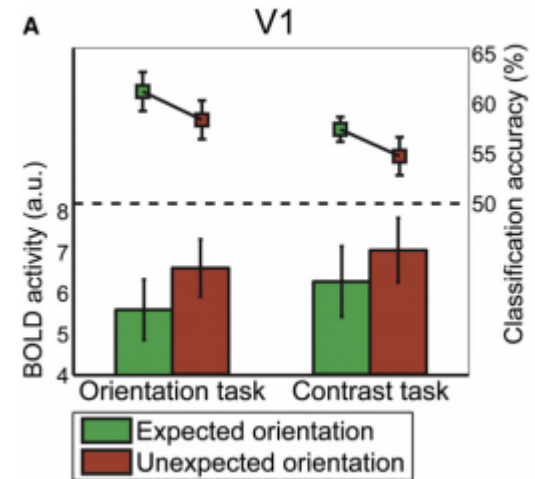 A
V1
BOLD activity (a.u.)
8
7
6
5
4
65
60
55
50
Classification accuracy (%)
Orientation task
Contrast task
Expected orientation
Unexpected orientation